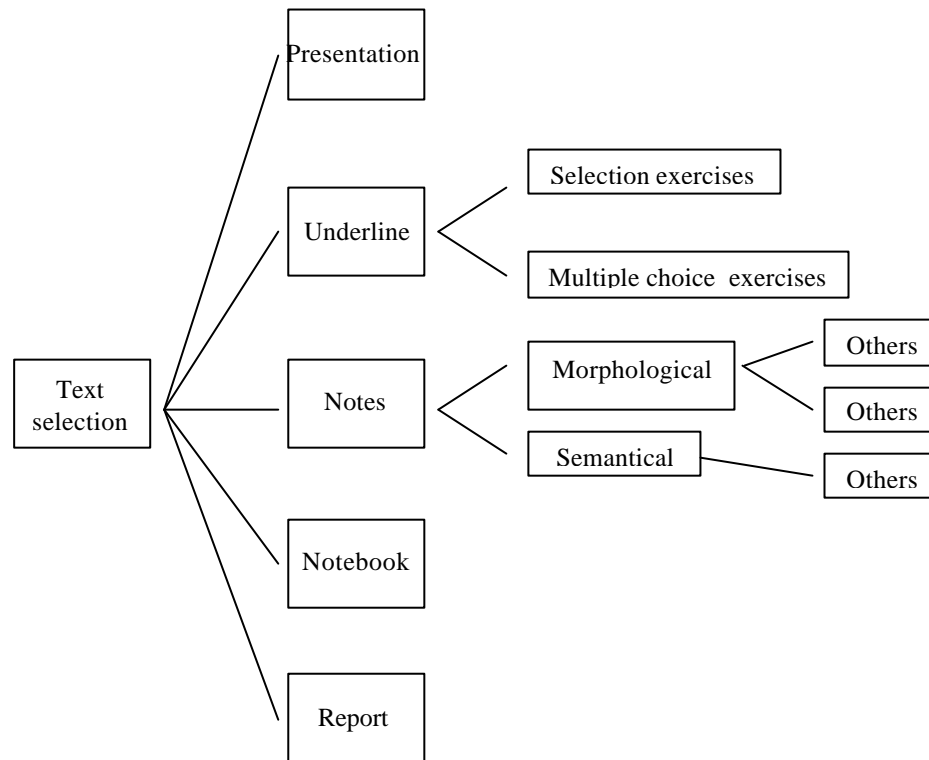 Presentation
Selection exercises
Underline
Multiple choice exercises
Others
Morphological
Text
selection
Notes
Others
Semantical
Others
Notebook
Report